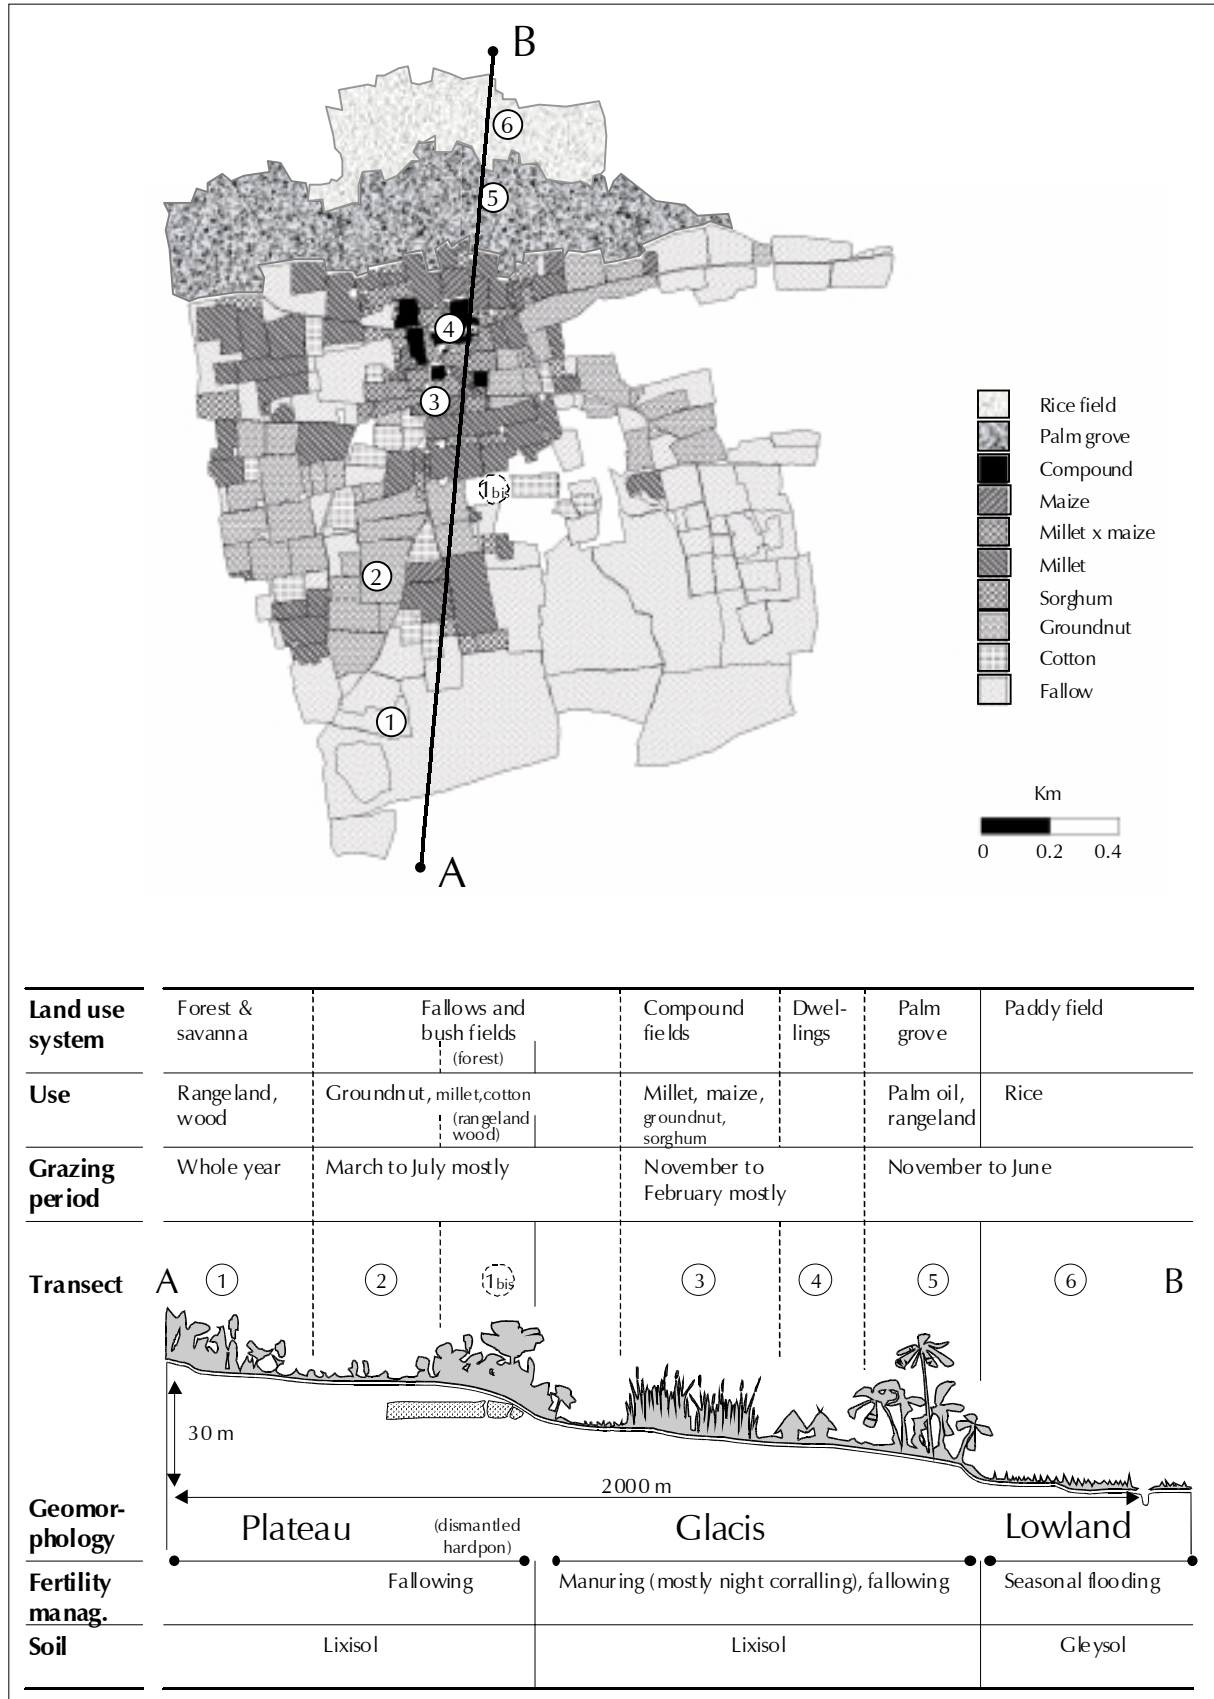 B
6
5
4
3
1bis
2
1
A
Rice field
Palm grove
Compound
Maize
Millet x maize
Millet
Sorghum
Groundnut
Cotton
Fallow
Km
0 0.2 0.4
Land use system
Forest & savanna
Fallows and bush fields
(forest)
Compound fields
Dwel-lings
Palm grove
Paddy field
Use
Rangeland, wood
Groundnut, millet,cotton
(rangeland wood)
Millet, maize, groundnut, sorghum
Palm oil, rangeland
Rice
Grazing period
Whole year
March to July mostly
November to February mostly
November to June
Transect
A 1 2 1bis 3 4 5 6 B
30 m
2000 m
Geomor-phology
Plateau
(dismantled hardpon)
Glacis
Lowland
Fertility manag.
Fallowing
Manuring (mostly night corralling), fallowing
Seasonal flooding
Soil
Lixisol
Lixisol
Gleysol